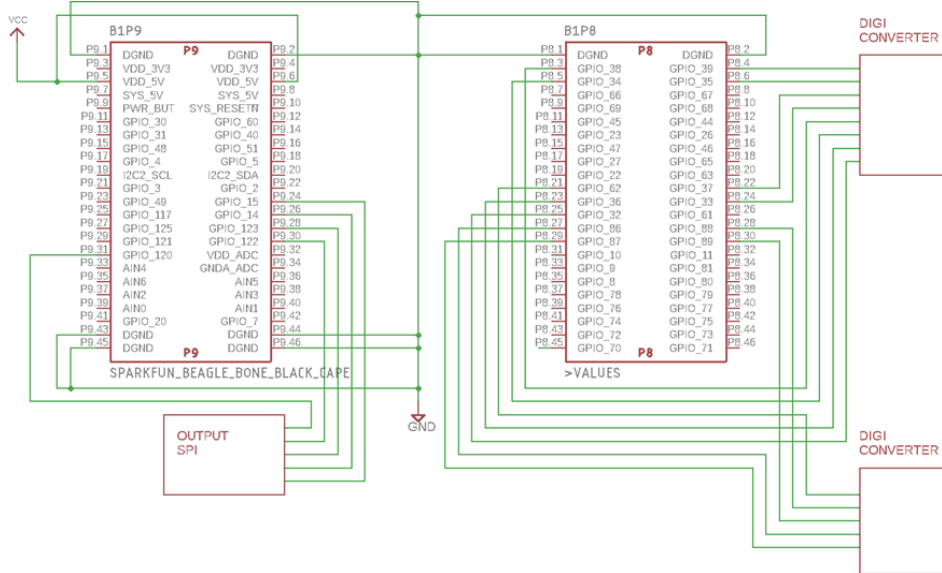 VCC
B1P9
P9
P9.1 DGND DGND P9.2
P9.3 VDD_3V3 VDD_3V3 P9.4
P9.5 VDD_5V VDD_5V P9.6
P9.7 SYS_5V SYS_5V P9.8
P9.9 PWR_BUT SYS_RESETN P9.10
P9.11 GPIO_30 GPIO_60 P9.12
P9.13 GPIO_31 GPIO_40 P9.14
P9.15 GPIO_48 GPIO_51 P9.16
P9.17 GPIO_4 GPIO_5 P9.18
P9.19 I2C2_SCL I2C2_SDA P9.20
P9.21 GPIO_3 GPIO_2 P9.22
P9.23 GPIO_49 GPIO_15 P9.24
P9.25 GPIO_117 GPIO_14 P9.26
P9.27 GPIO_125 GPIO_123 P9.28
P9.29 GPIO_121 GPIO_122 P9.30
P9.31 GPIO_120 VDD_ADC P9.32
P9.33 AIN4 GNDA_ADC P9.34
P9.35 AIN6 AIN5 P9.36
P9.37 AIN2 AIN3 P9.38
P9.39 AIN0 AIN1 P9.40
P9.41 GPIO_20 GPIO_7 P9.42
P9.43 DGND DGND P9.44
P9.45 DGND DGND P9.46
P9
SPARKFUN_BEAGLE_BONE_BLACK_CAPE
OUTPUT
SPI
GND
B1P8
P8
P8.1 DGND DGND P8.2
P8.3 GPIO_38 GPIO_39 P8.4
P8.5 GPIO_34 GPIO_35 P8.6
P8.7 GPIO_66 GPIO_67 P8.8
P8.9 GPIO_69 GPIO_68 P8.10
P8.11 GPIO_45 GPIO_44 P8.12
P8.13 GPIO_23 GPIO_26 P8.14
P8.15 GPIO_47 GPIO_46 P8.16
P8.17 GPIO_27 GPIO_65 P8.18
P8.19 GPIO_22 GPIO_63 P8.20
P8.21 GPIO_62 GPIO_37 P8.22
P8.23 GPIO_36 GPIO_33 P8.24
P8.25 GPIO_32 GPIO_61 P8.26
P8.27 GPIO_86 GPIO_88 P8.28
P8.29 GPIO_87 GPIO_89 P8.30
P8.31 GPIO_10 GPIO_11 P8.32
P8.33 GPIO_9 GPIO_81 P8.34
P8.35 GPIO_8 GPIO_80 P8.36
P8.37 GPIO_78 GPIO_79 P8.38
P8.39 GPIO_76 GPIO_77 P8.40
P8.41 GPIO_74 GPIO_75 P8.42
P8.43 GPIO_72 GPIO_73 P8.44
P8.45 GPIO_70 GPIO_71 P8.46
P8
>VALUES
DIGI
CONVERTER
DIGI
CONVERTER